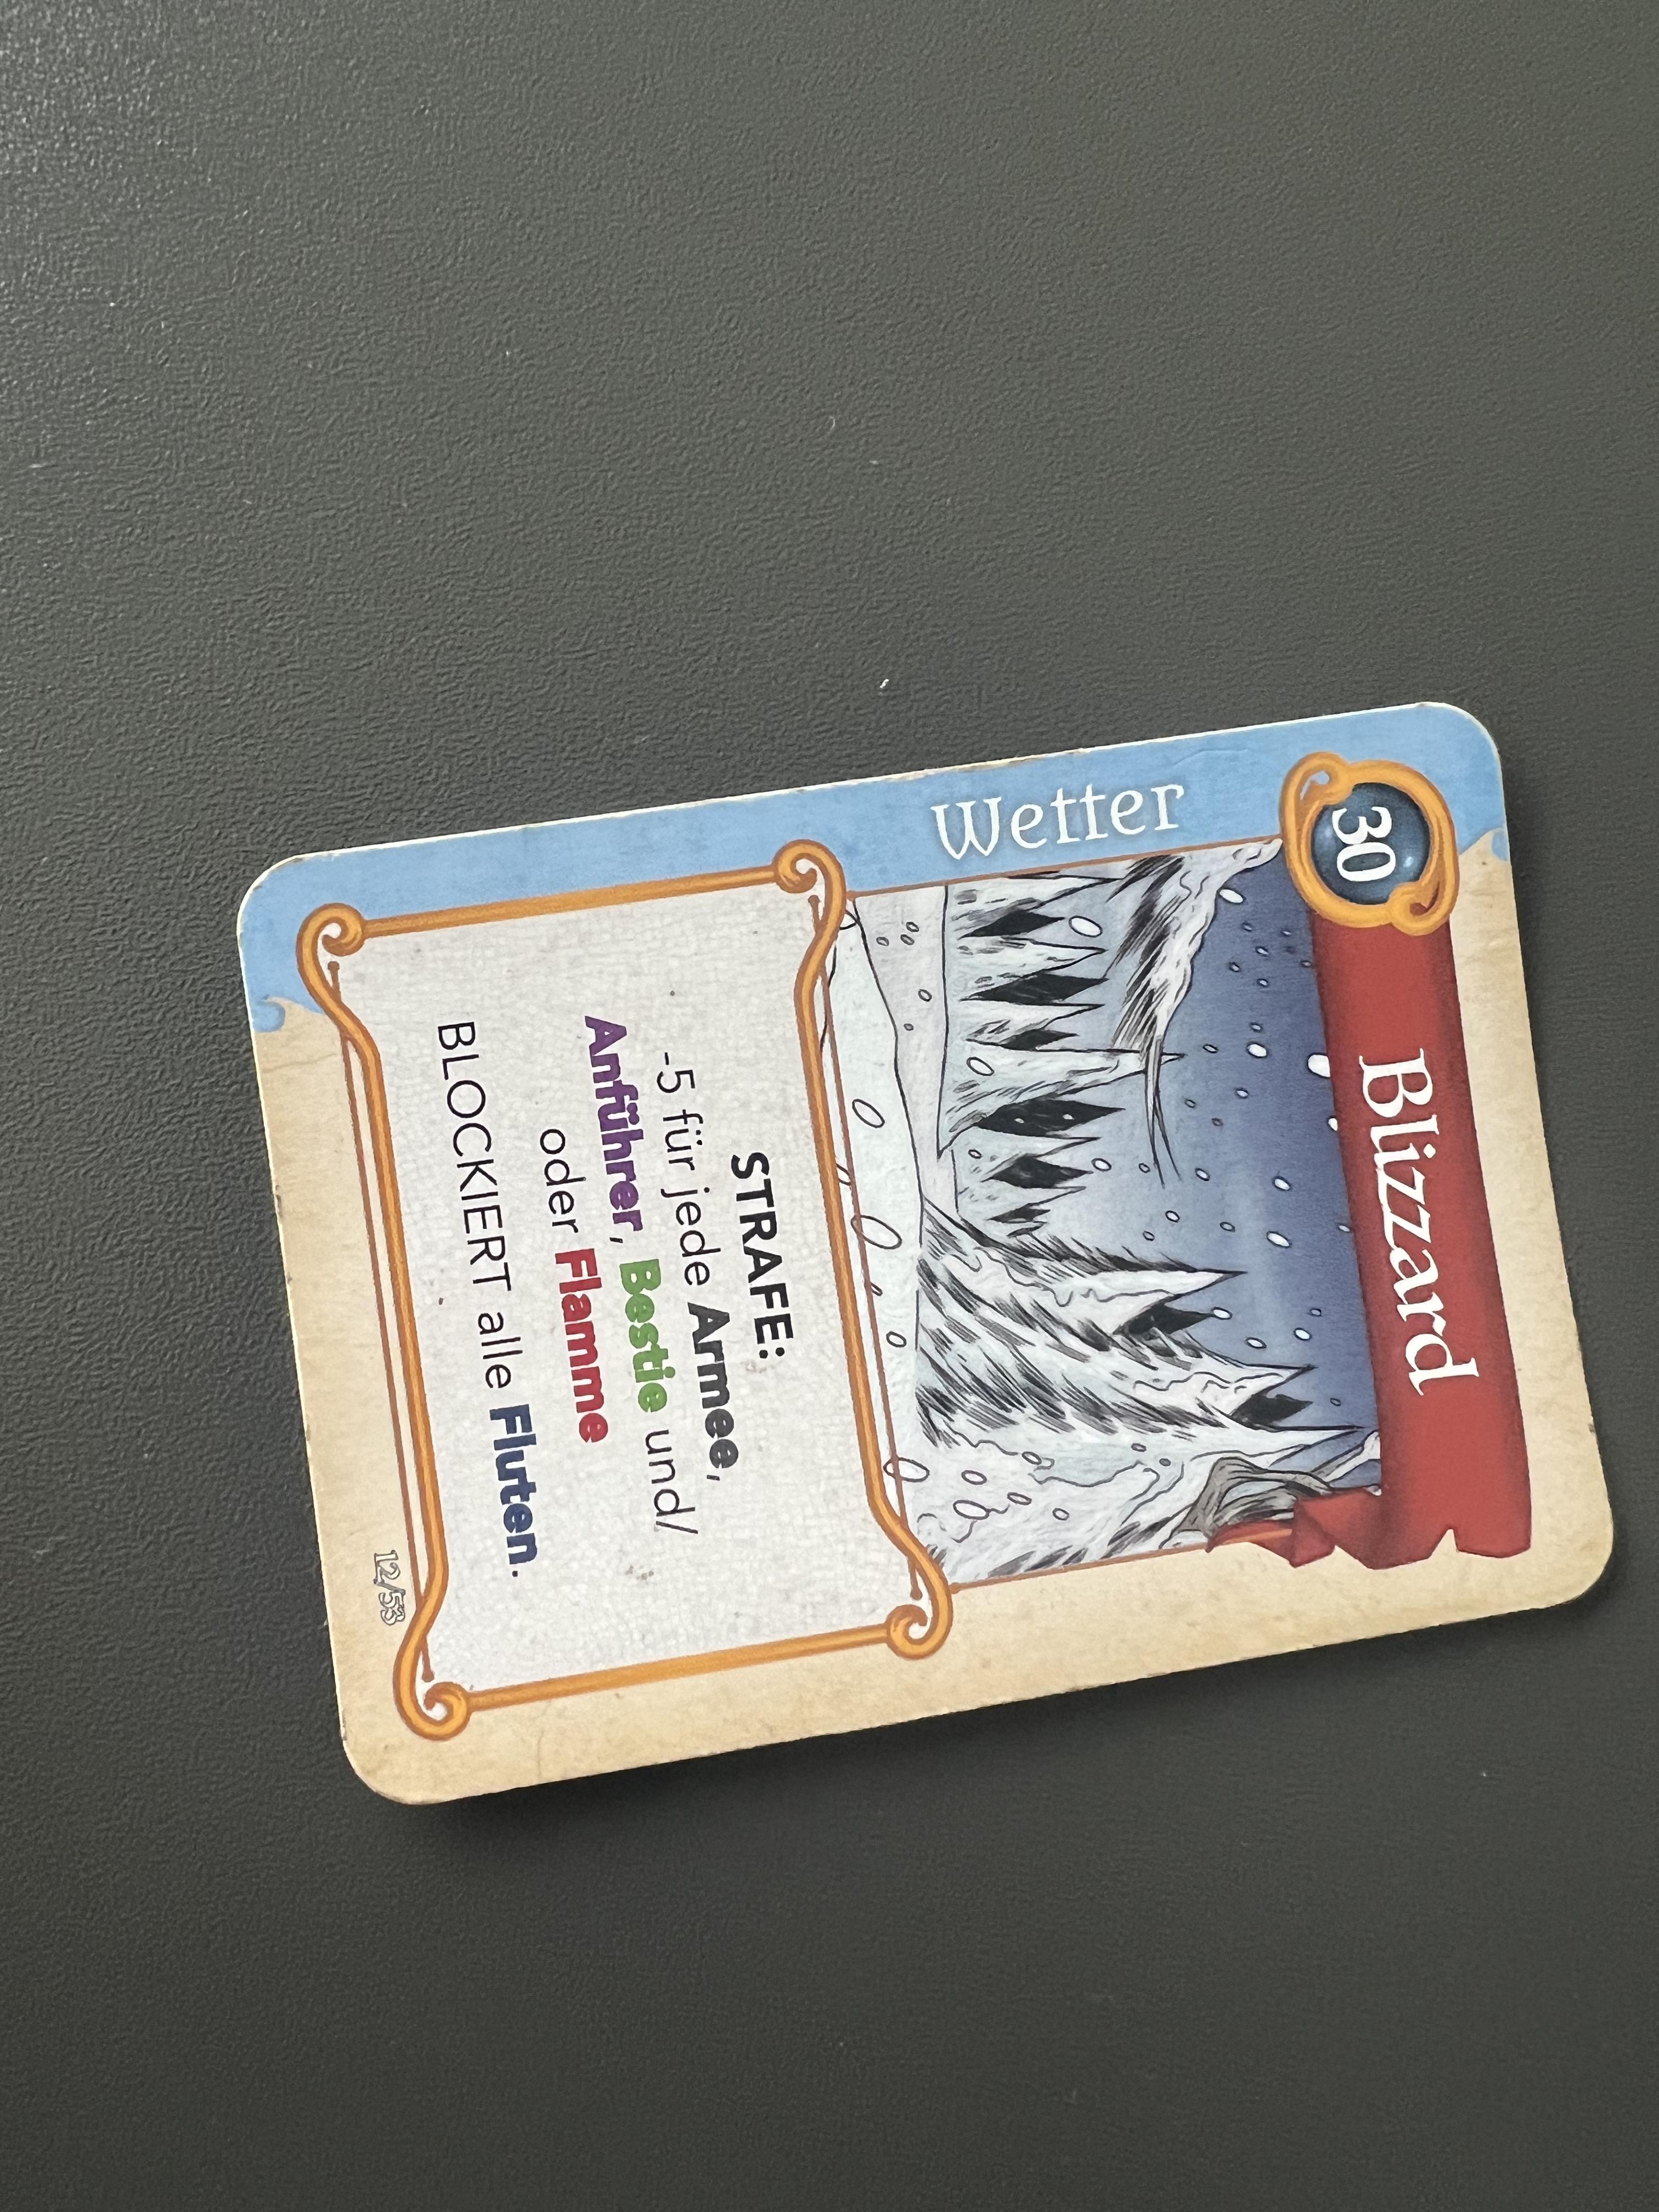 30
Blizzard
Wetter
STRAFE:
-5 für jede Armee,
Anführer, Bestie und/
oder Flamme
BLOCKIERT alle Fluten.
12/53